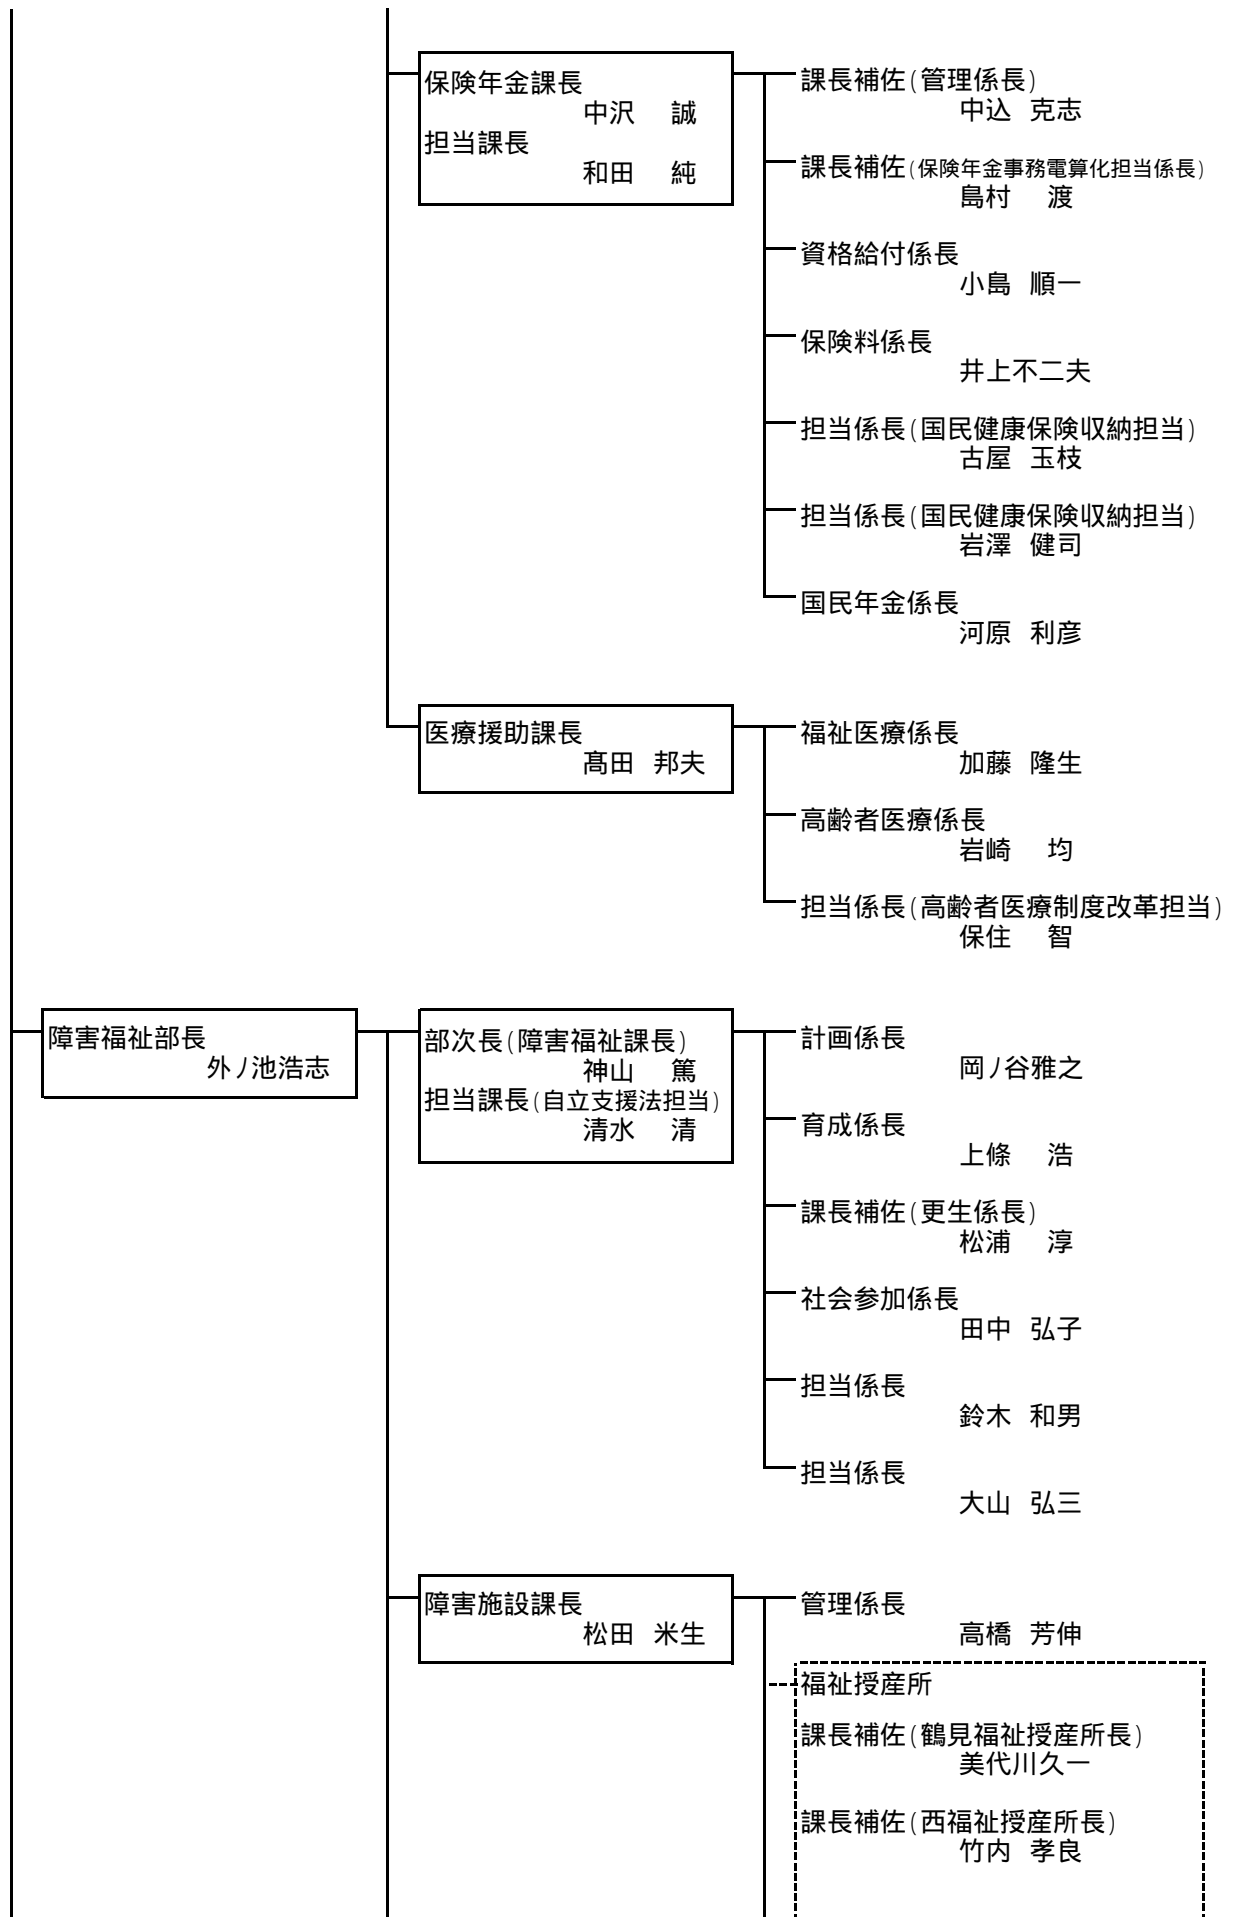 保険年金課長
中沢 誠
担当課長
和田 純
課長補佐(管理係長)
中込 克志
課長補佐(保険年金事務電算化担当係長)
島村 渡
資格給付係長
小島 順一
保険料係長
井上不二夫
担当係長(国民健康保険収納担当)
古屋 玉枝
担当係長(国民健康保険収納担当)
岩澤 健司
国民年金係長
河原 利彦
医療援助課長
髙田 邦夫
福祉医療係長
加藤 隆生
高齢者医療係長
岩崎 均
担当係長(高齢者医療制度改革担当)
保住 智
障害福祉部長
外ノ池浩志
部次長(障害福祉課長)
神山 篤
担当課長(自立支援法担当)
清水 清
計画係長
岡ノ谷雅之
育成係長
上條 浩
課長補佐(更生係長)
松浦 淳
社会参加係長
田中 弘子
担当係長
鈴木 和男
担当係長
大山 弘三
障害施設課長
松田 米生
管理係長
高橋 芳伸
福祉授産所
課長補佐(鶴見福祉授産所長)
美代川久一
課長補佐(西福祉授産所長)
竹内 孝良